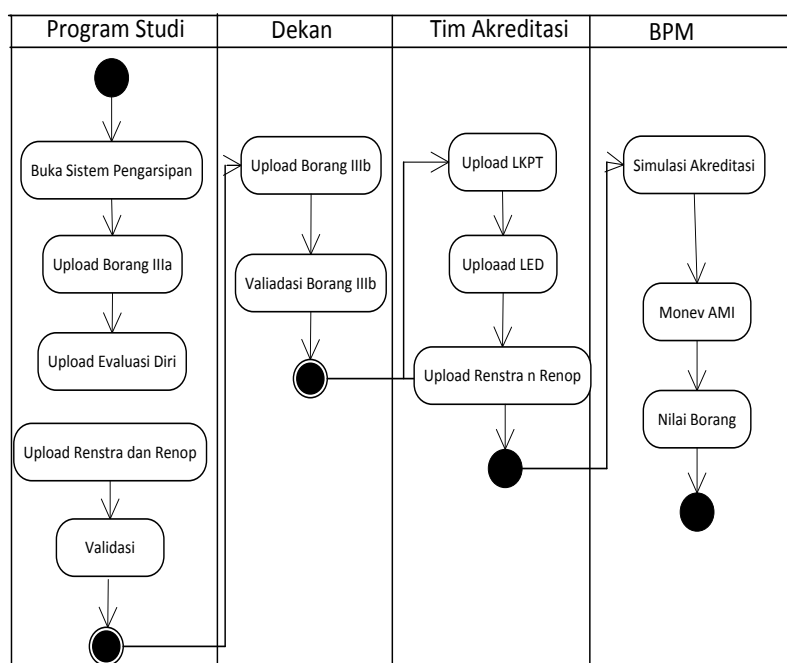 Program Studi
Dekan
Tim Akreditasi
BPM
Buka Sistem Pengarsipan
Upload Borang IIIa
Upload Evaluasi Diri
Upload Renstra dan Renop
Validasi
Upload Borang IIIb
Valiadasi Borang IIIb
Upload LKPT
Uploaad LED
Upload Renstra n Renop
Simulasi Akreditasi
Monev AMI
Nilai Borang